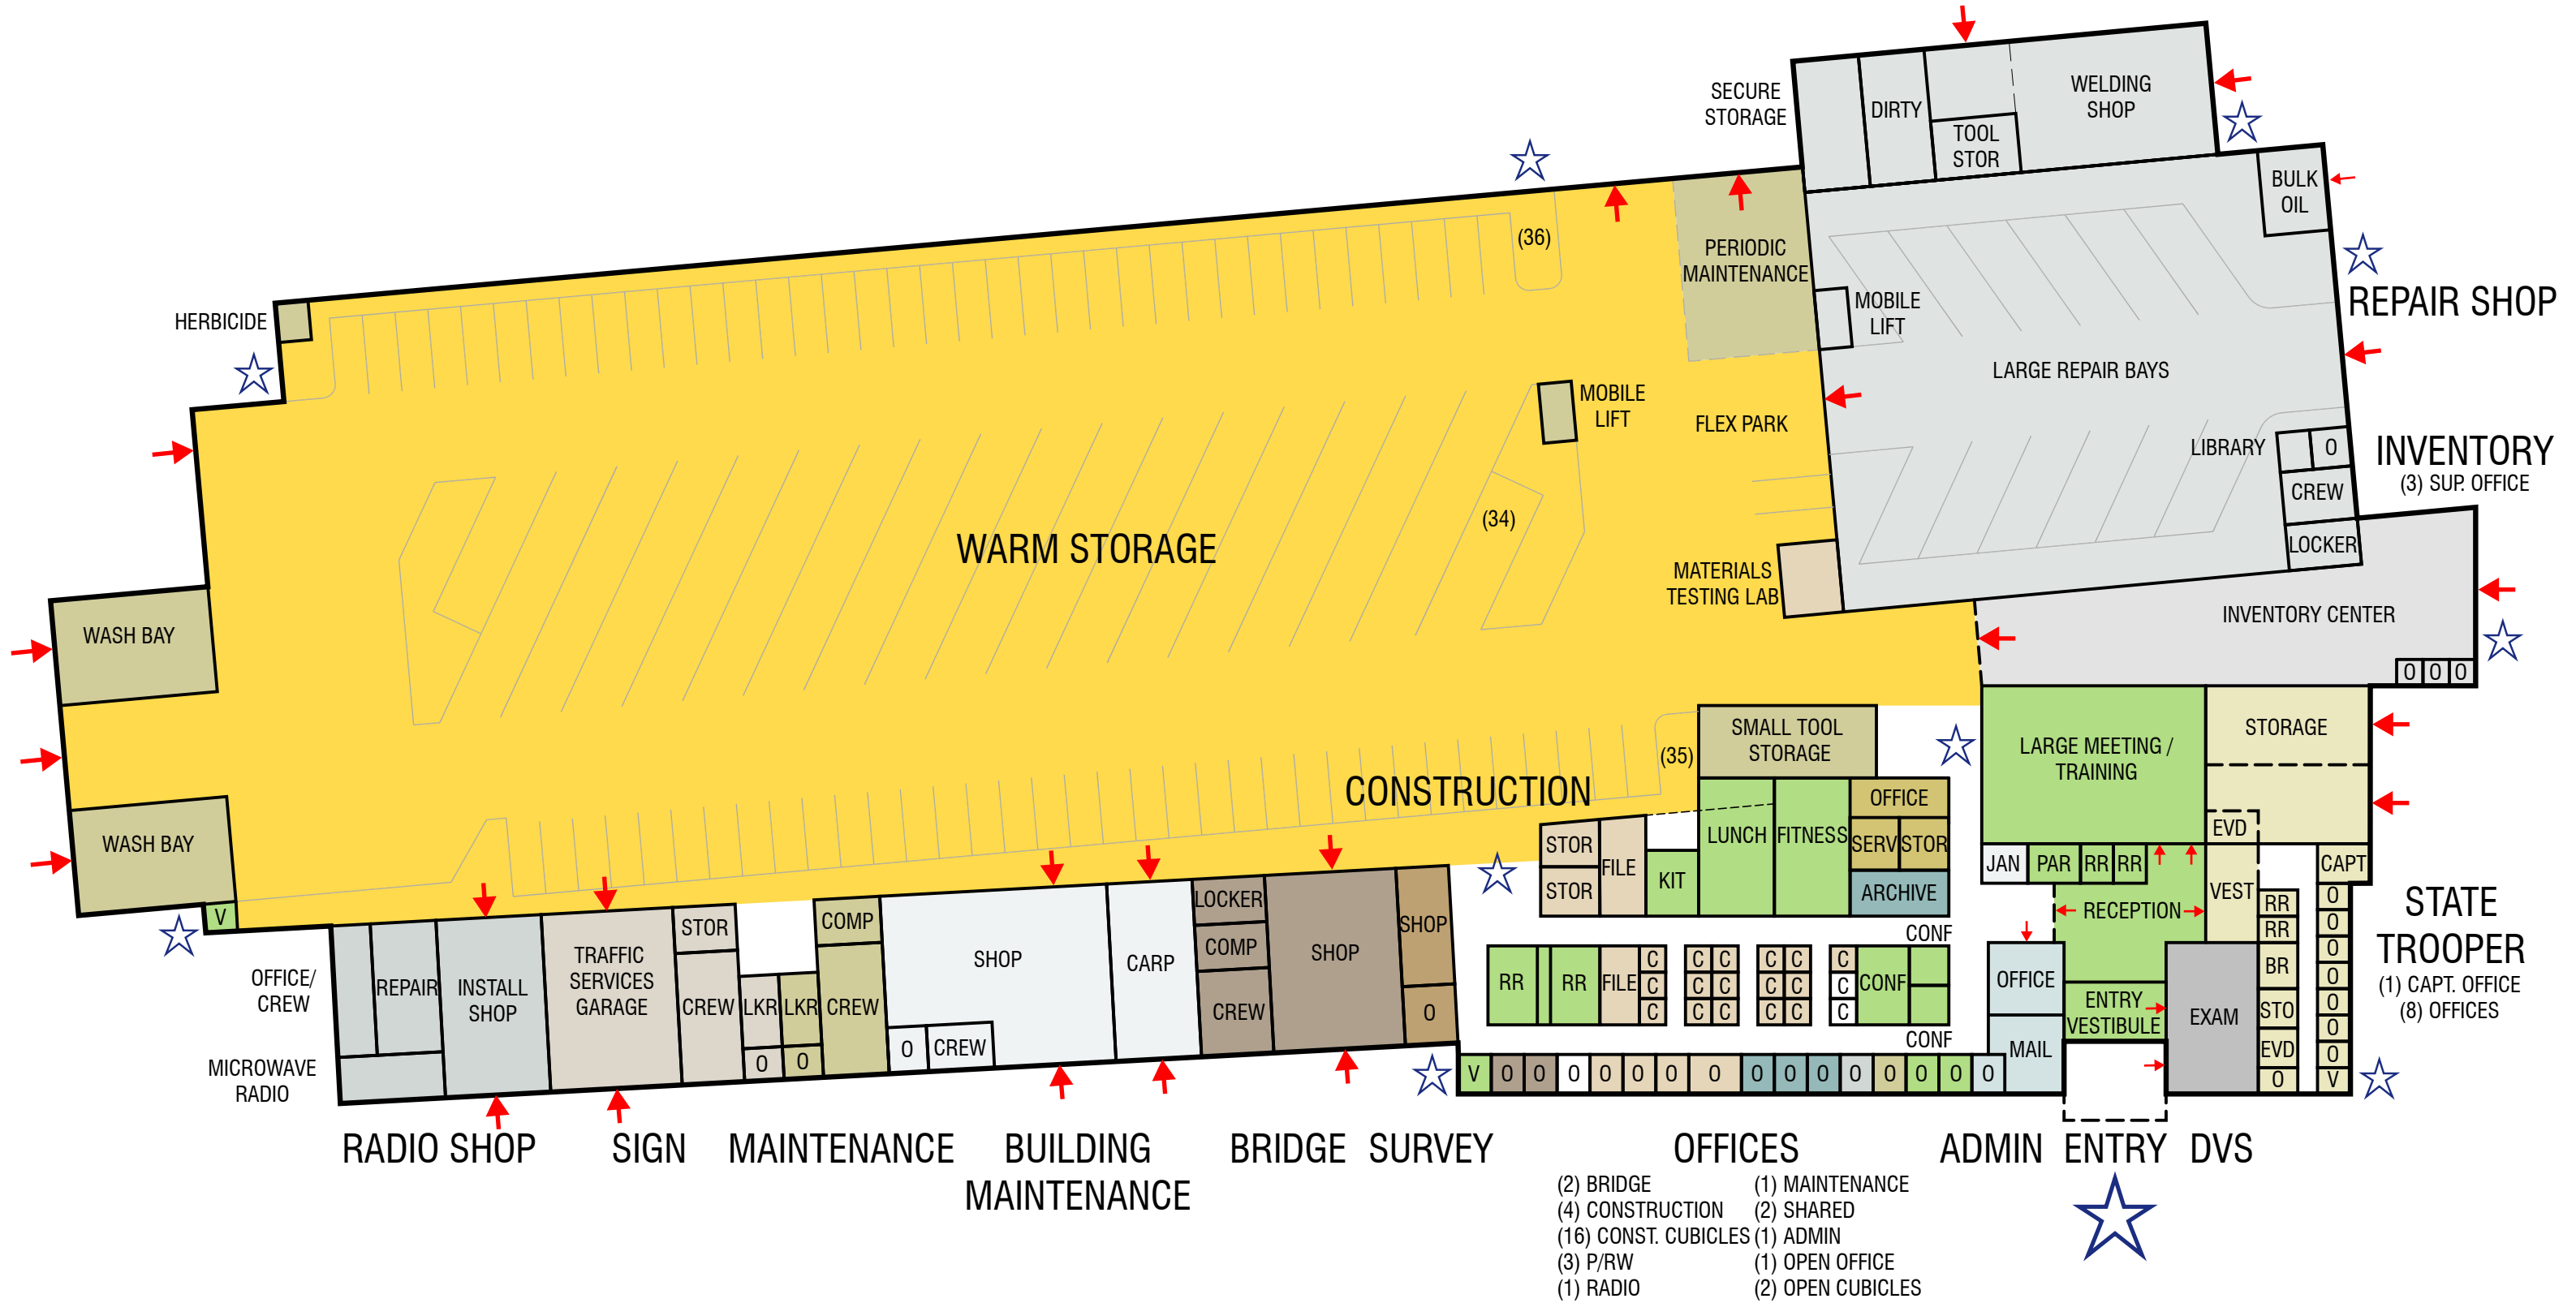 SECURE
STORAGE
DIRTY
TOOL
STOR
WELDING
SHOP
BULK
OIL
(36)
PERIODIC
MAINTENANCE
MOBILE
LIFT
REPAIR SHOP
HERBICIDE
LARGE REPAIR BAYS
MOBILE
LIFT
FLEX PARK
LIBRARY
O
CREW
LOCKER
INVENTORY
(3) SUP. OFFICE
WARM STORAGE
(34)
MATERIALS
TESTING LAB
INVENTORY CENTER
O O O
WASH BAY
WASH BAY
V
(35)
CONSTRUCTION
SMALL TOOL
STORAGE
LARGE MEETING /
TRAINING
STORAGE
STOR
STOR
FILE
KIT
LUNCH
FITNESS
OFFICE
SERV
STOR
ARCHIVE
EVD
JAN
PAR
RR
RR
VEST
CAPT
RECEPTION
RR
RR
BR
STO
EVD
O
O
O
O
O
O
O
O
V
STATE
TROOPER
(1) CAPT. OFFICE
(8) OFFICES
OFFICE/
CREW
MICROWAVE
RADIO
REPAIR
INSTALL
SHOP
TRAFFIC
SERVICES
GARAGE
STOR
CREW
LKR
O
LKR
O
COMP
CREW
SHOP
O
CREW
CARP
LOCKER
COMP
CREW
SHOP
SHOP
O
RR
RR
FILE
C
C
C
C C
C C
C C
C C
C C
C C
C
C
C
CONF
CONF
CONF
OFFICE
MAIL
ENTRY
VESTIBULE
EXAM
V O O O O O O O O O O O O O O O
RADIO SHOP
SIGN
MAINTENANCE
BUILDING
MAINTENANCE
BRIDGE
SURVEY
OFFICES
ADMIN
ENTRY
DVS
(2) BRIDGE
(4) CONSTRUCTION
(16) CONST. CUBICLES
(3) P/RW
(1) RADIO
(1) MAINTENANCE
(2) SHARED
(1) ADMIN
(1) OPEN OFFICE
(2) OPEN CUBICLES